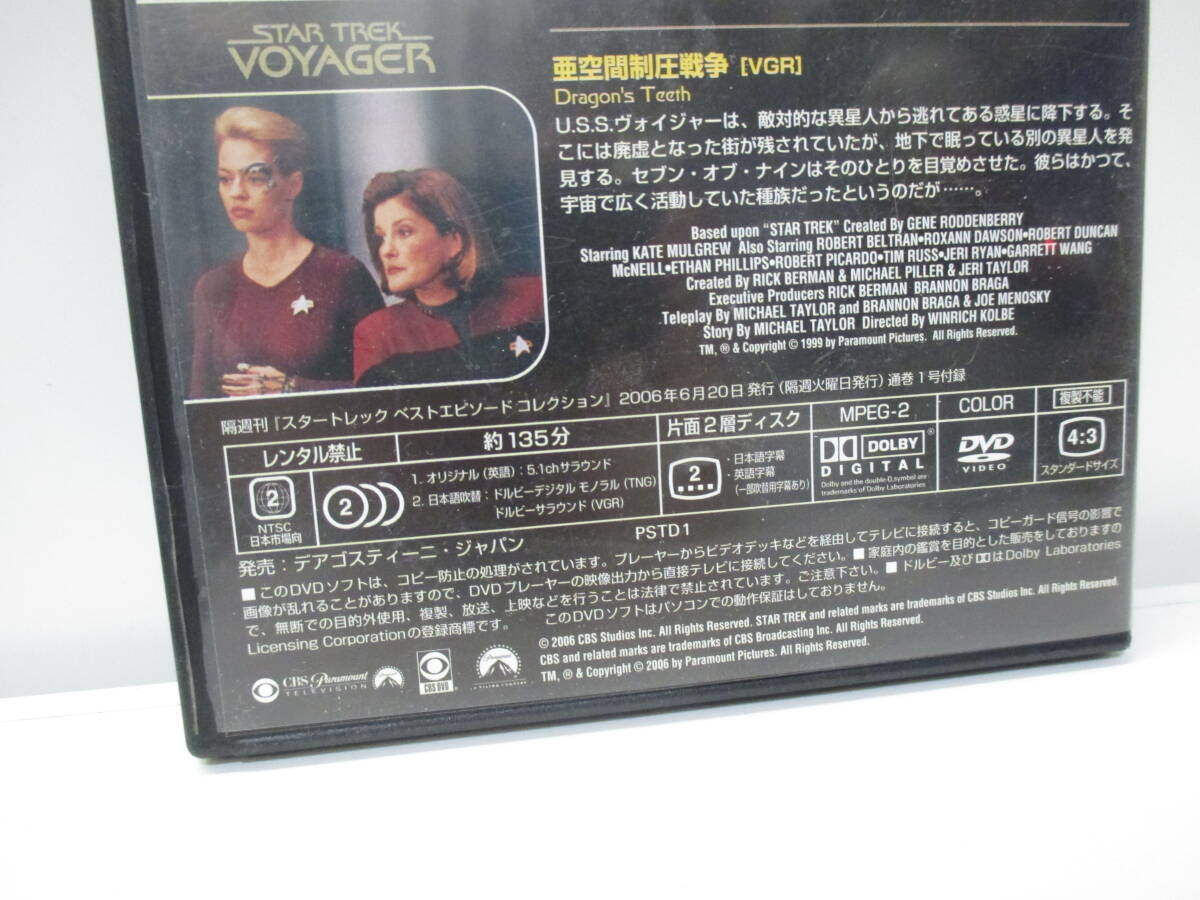 STAR TREK
VOYAGER
亜空間制圧戦争 [VGR]
Dragon's Teeth
U.S.S.ヴォイジャーは、敵対的な異星人から逃れてある惑星に降下する。そ
こには廃虚となった街が残されていたが、地下で眠っている別の異星人を発
見する。セブン・オブ・ナインはそのひとりを目覚めさせた。彼らはかつて、
宇宙で広く活動していた種族だったというのだが……。
Based upon "STAR TREK" Created By GENE RODDENBERRY
Starring KATE MULGREW Also Starring ROBERT BELTRAN•ROXANN DAWSON•ROBERT DUNCAN
McNEILL•ETHAN PHILLIPS•ROBERT PICARDO•TIM RUSS•JERI RYAN•GARRETT WANG
Created By RICK BERMAN & MICHAEL PILLER & JERI TAYLOR
Executive Producers RICK BERMAN BRANNON BRAGA
Teleplay By MICHAEL TAYLOR and BRANNON BRAGA & JOE MENOSKY
Story By MICHAEL TAYLOR Directed By WINRICH KOLBE
TM, ® & Copyright © 1999 by Paramount Pictures. All Rights Reserved.
隔週刊『スタートレック ベストエピソード コレクション』2006年6月20日発行（隔週火曜日発行）通巻1号付録
レンタル禁止
約135分
片面2層ディスク
MPEG-2
COLOR
複製不能
2
NTSC
日本市場向
2
1. オリジナル（英語）：5.1chサラウンド
2. 日本語吹替：ドルビーデジタル モノラル（TNG）
ドルビーサラウンド（VGR）
2
・日本語字幕
・英語字幕
（一部吹替用字幕あり）
DOLBY
DIGITAL
Dolby and the double-D symbol are
trademarks of Dolby Laboratories
DVD
VIDEO
4:3
スタンダードサイズ
発売：デアゴスティーニ・ジャパン
PSTD1
■このDVDソフトは、コピー防止の処理がされています。プレーヤーからビデオデッキなどを経由してテレビに接続すると、コピーガード信号の影響で
画像が乱れることがありますので、DVDプレーヤーの映像出力から直接テレビに接続してください。■家庭内の鑑賞を目的とした販売をしておりますの
で、無断での目的外使用、複製、放送、上映などを行うことは法律で禁止されています。ご注意下さい。■ドルビー及びDDはDolby Laboratories
Licensing Corporationの登録商標です。 このDVDソフトはパソコンでの動作保証はしておりません。
© 2006 CBS Studios Inc. All Rights Reserved. STAR TREK and related marks are trademarks of CBS Studios Inc. All Rights Reserved.
CBS and related marks are trademarks of CBS Broadcasting Inc. All Rights Reserved.
TM, ® & Copyright © 2006 by Paramount Pictures. All Rights Reserved.
CBS Paramount
TELEVISION
CBS DVD
Paramount